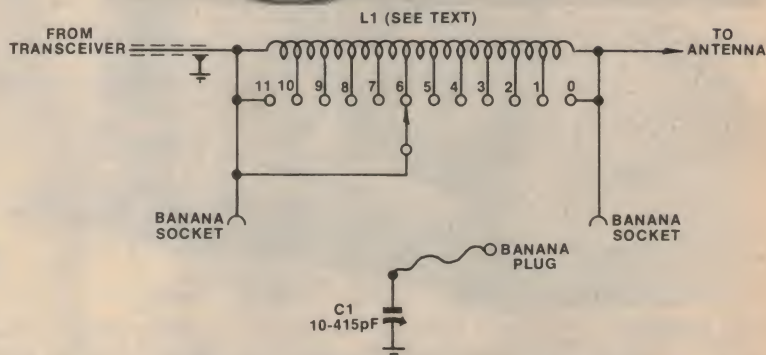 L1 (SEE TEXT)
FROM
TRANSCEIVER
TO
ANTENNA
11 10 9 8 7 6 5 4 3 2 1 0
BANANA
SOCKET
BANANA
SOCKET
BANANA
PLUG
C1
10-415pF